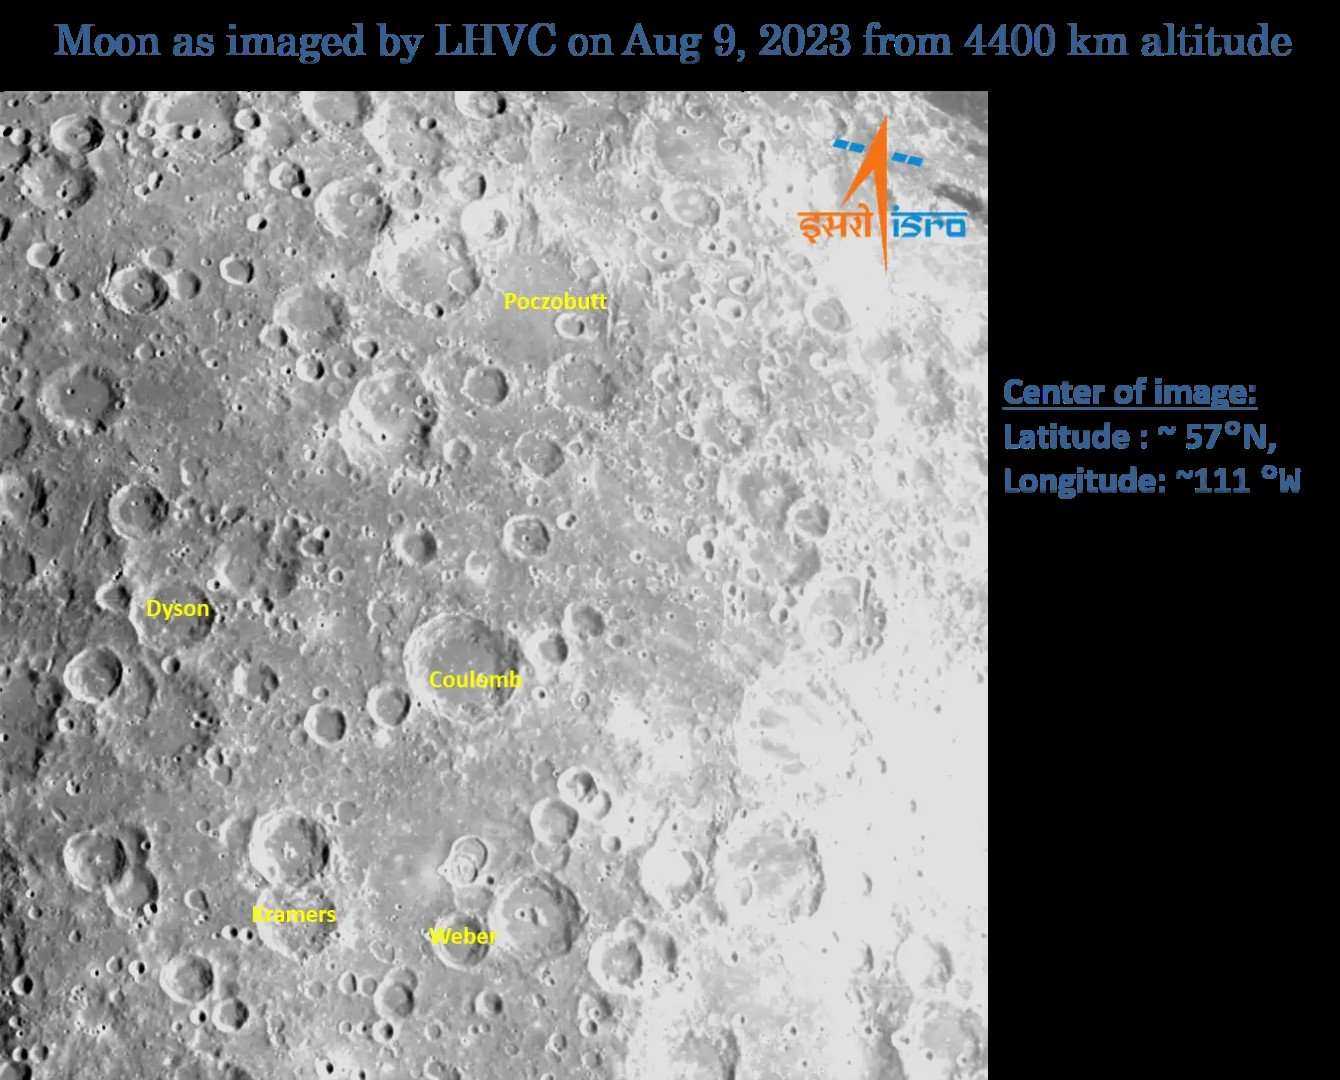 Moon as imaged by LHVC on Aug 9, 2023 from 4400 km altitude
इसरो isro
Poczobutt
Center of image:
Latitude : ~ 57°N,
Longitude: ~111 °W
Dyson
Coulomb
Kramers
Weber